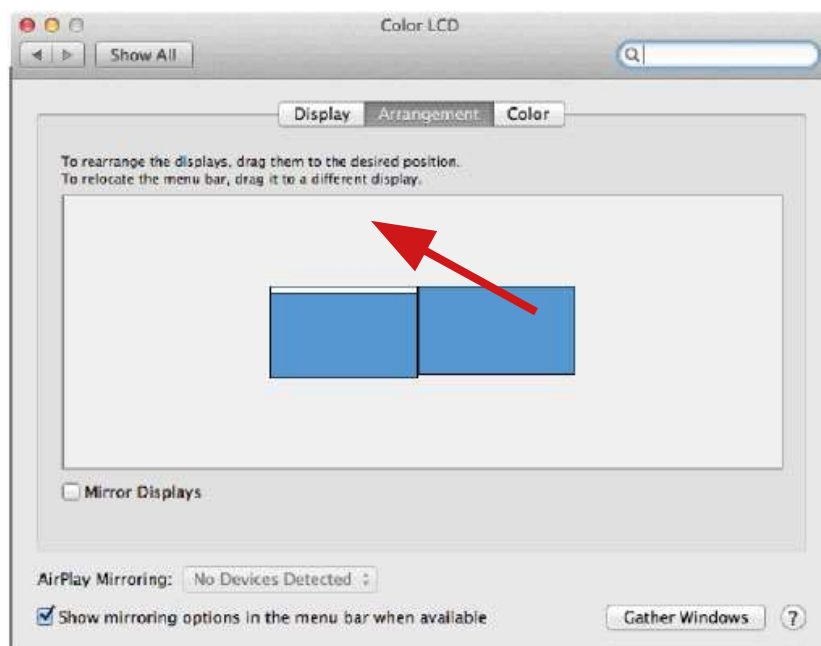 Color LCD
Show All
Display Arrangement Color
To rearrange the displays, drag them to the desired position.
To relocate the menu bar, drag it to a different display.
Mirror Displays
AirPlay Mirroring: No Devices Detected
Show mirroring options in the menu bar when available
Gather Windows ?